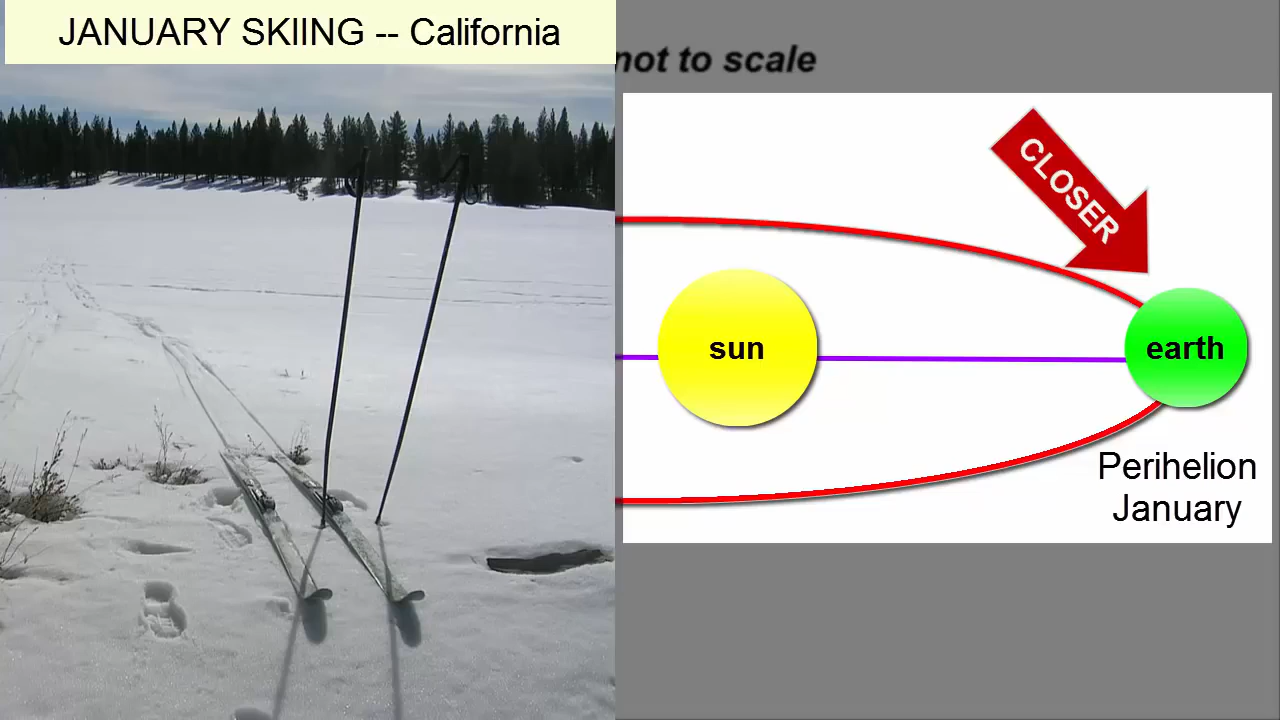 JANUARY SKIING -- California
not to scale
CLOSER
sun
earth
Perihelion
January